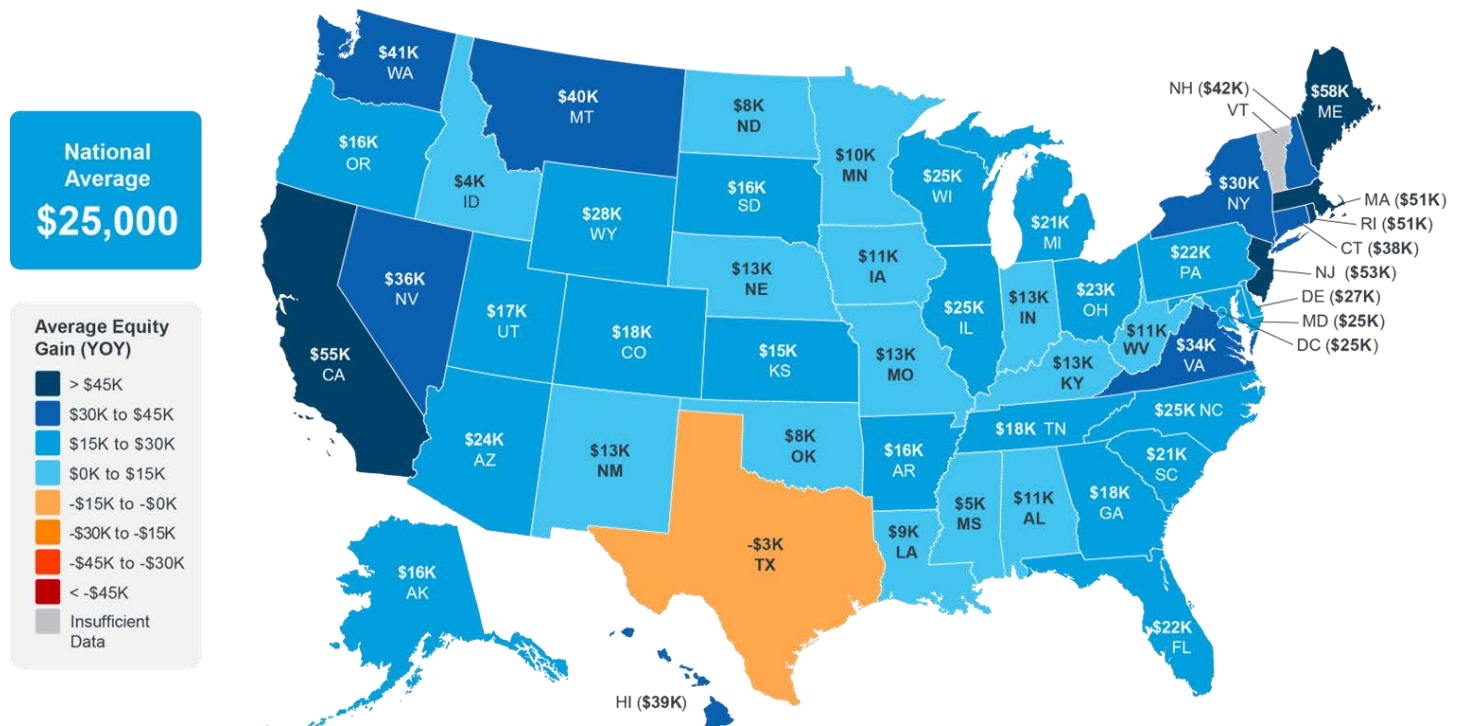 National
Average
$25,000
Average Equity
Gain (YOY)
> $45K
$30K to $45K
$15K to $30K
$0K to $15K
-$15K to -$0K
-$30K to -$15K
-$45K to -$30K
< -$45K
Insufficient
Data
$41K
WA
$16K
OR
$55K
CA
$36K
NV
$4K
ID
$40K
MT
$28K
WY
$17K
UT
$18K
CO
$24K
AZ
$13K
NM
$8K
ND
$16K
SD
$13K
NE
$15K
KS
$8K
OK
-$3K
TX
$10K
MN
$11K
IA
$13K
MO
$16K
AR
$9K
LA
$25K
WI
$25K
IL
$21K
MI
$13K
IN
$23K
OH
$13K
KY
$18K TN
$5K
MS
$11K
AL
$18K
GA
$22K
FL
$21K
SC
$25K NC
$34K
VA
$11K
WV
$22K
PA
$30K
NY
NH ($42K)
VT
$58K
ME
MA ($51K)
RI ($51K)
CT ($38K)
NJ ($53K)
DE ($27K)
MD ($25K)
DC ($25K)
$16K
AK
HI ($39K)